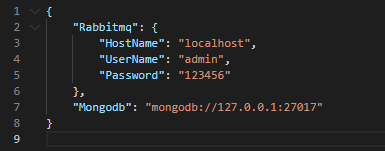 1 {
2 "Rabbitmq": {
3 "HostName": "localhost",
4 "UserName": "admin",
5 "Password": "123456"
6 },
7 "Mongodb": "mongodb://127.0.0.1:27017"
8 }
9